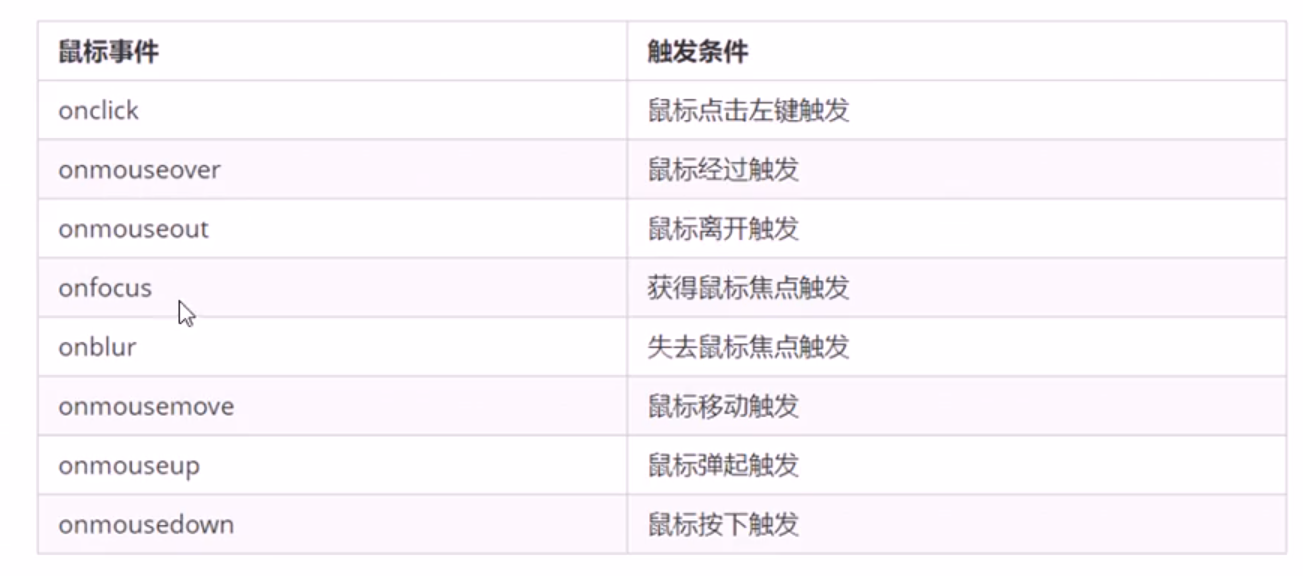 鼠标事件 触发条件
onclick 鼠标点击左键触发
onmouseover 鼠标经过触发
onmouseout 鼠标离开触发
onfocus 获得鼠标焦点触发
onblur 失去鼠标焦点触发
onmousemove 鼠标移动触发
onmouseup 鼠标弹起触发
onmousedown 鼠标按下触发